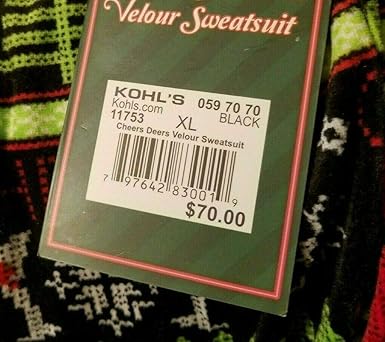 Velour Sweatsuit
KOHL'S 059 70 70
Kohls.com BLACK
11753 XL
Cheers Deers Velour Sweatsuit
7 97642 83001 9
$70.00